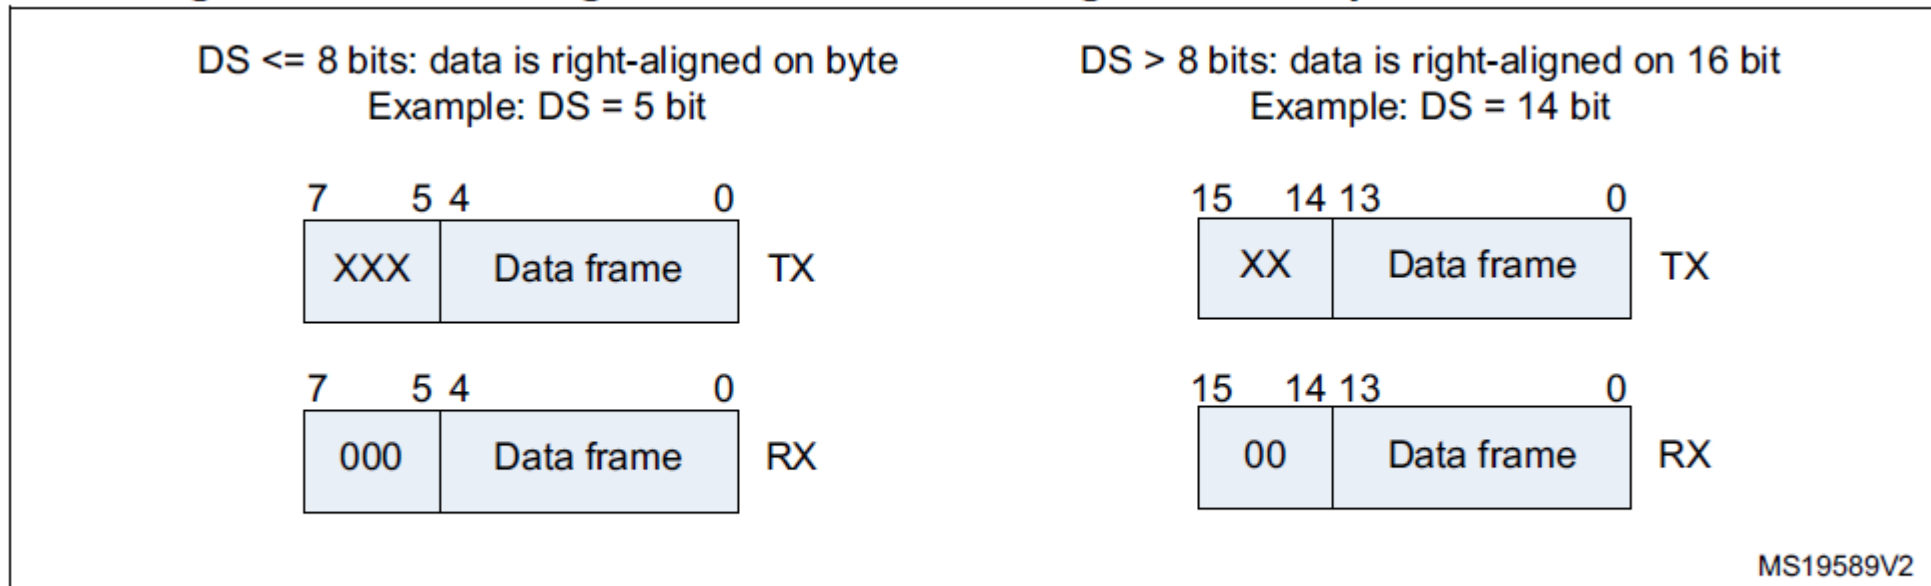 DS <= 8 bits: data is right-aligned on byte
Example: DS = 5 bit
7 5 4 0
XXX Data frame TX
7 5 4 0
000 Data frame RX
DS > 8 bits: data is right-aligned on 16 bit
Example: DS = 14 bit
15 14 13 0
XX Data frame TX
15 14 13 0
00 Data frame RX
MS19589V2